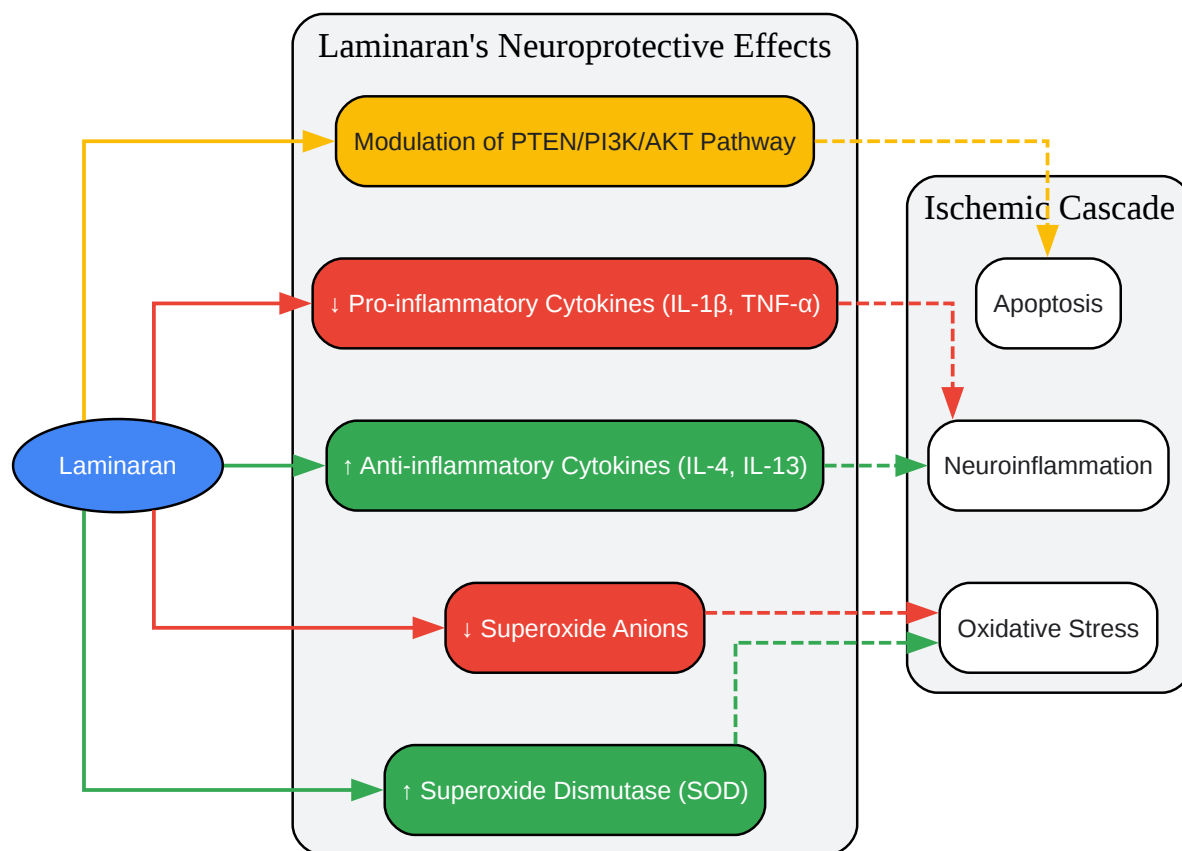 Laminaran's Neuroprotective Effects
Modulation of PTEN/PI3K/AKT Pathway
Ischemic Cascade
↓ Pro-inflammatory Cytokines (IL-1β, TNF-α)
Apoptosis
Laminaran
↑ Anti-inflammatory Cytokines (IL-4, IL-13)
Neuroinflammation
↓ Superoxide Anions
Oxidative Stress
↑ Superoxide Dismutase (SOD)